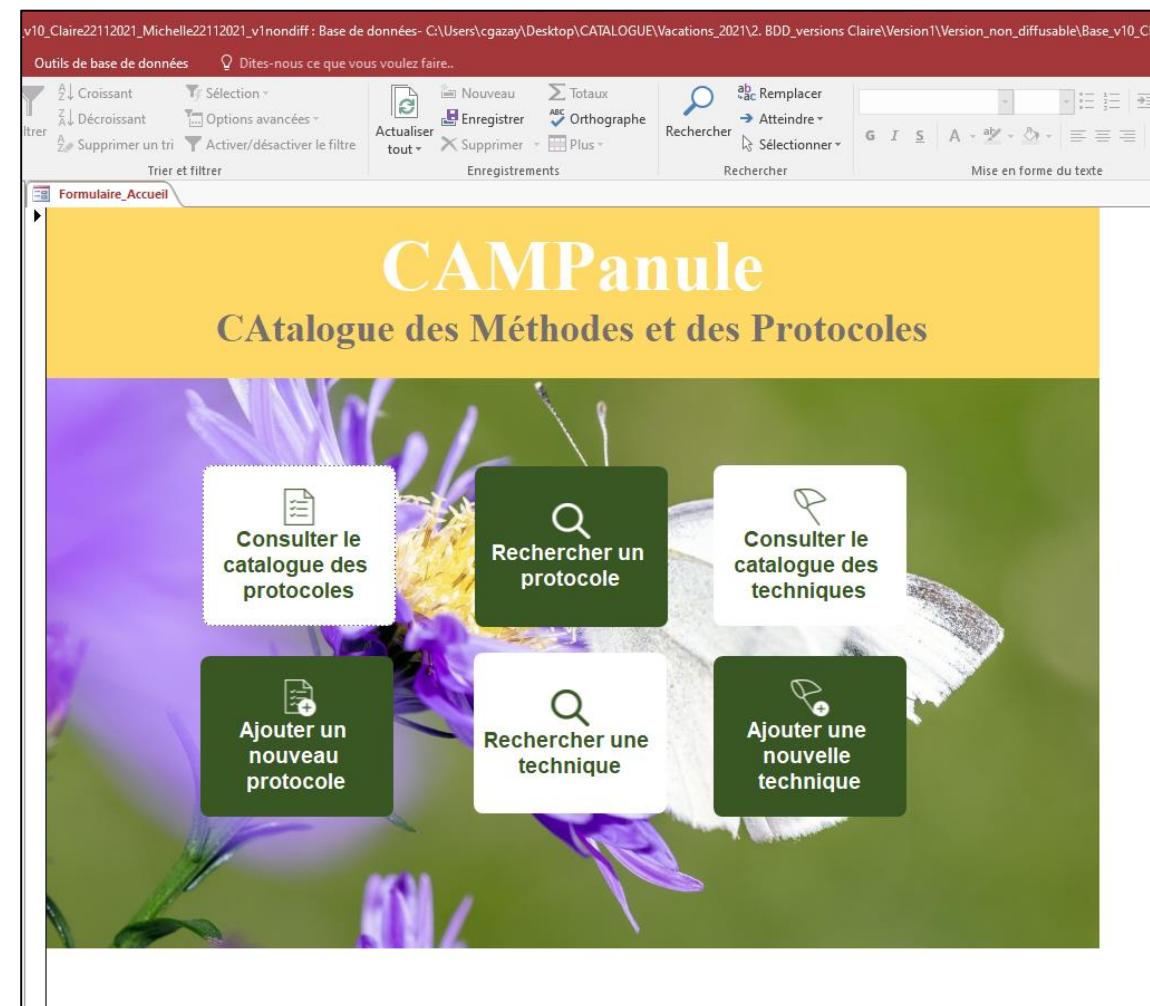 v10_Claire22112021_Michelle22112021_v1nondiff : Base de données- C:\Users\cgazay\Desktop\CATALOGUE\Vacations_2021\2. BDD_versions Claire\Version1\Version_non_diffusable\Base_v10_Cl
Outils de base de données Dites-nous ce que vous voulez faire..
Croissant Sélection Nouveau Totaux Remplacer
Décroissant Options avancées Enregistrer Orthographe Atteindre
Supprimer un tri Activer/désactiver le filtre Actualiser tout Supprimer Plus Rechercher Sélectionner G I S A
Trier et filtrer Enregistrements Rechercher Mise en forme du texte
Formulaire_Accueil
CAMPanule
CAtalogue des Méthodes et des Protocoles
Consulter le
catalogue des
protocoles
Rechercher un
protocole
Consulter le
catalogue des
techniques
Ajouter un
nouveau
protocole
Rechercher une
technique
Ajouter une
nouvelle
technique